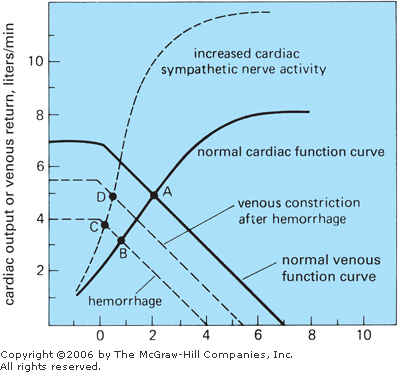 cardiac output or venous return, liters/min
10
8
6
4
2
increased cardiac
sympathetic nerve activity
normal cardiac function curve
A
D
venous constriction
after hemorrhage
C
B
normal venous
function curve
hemorrhage
0 2 4 6 8 10
Copyright ©2006 by The McGraw-Hill Companies, Inc.
All rights reserved.